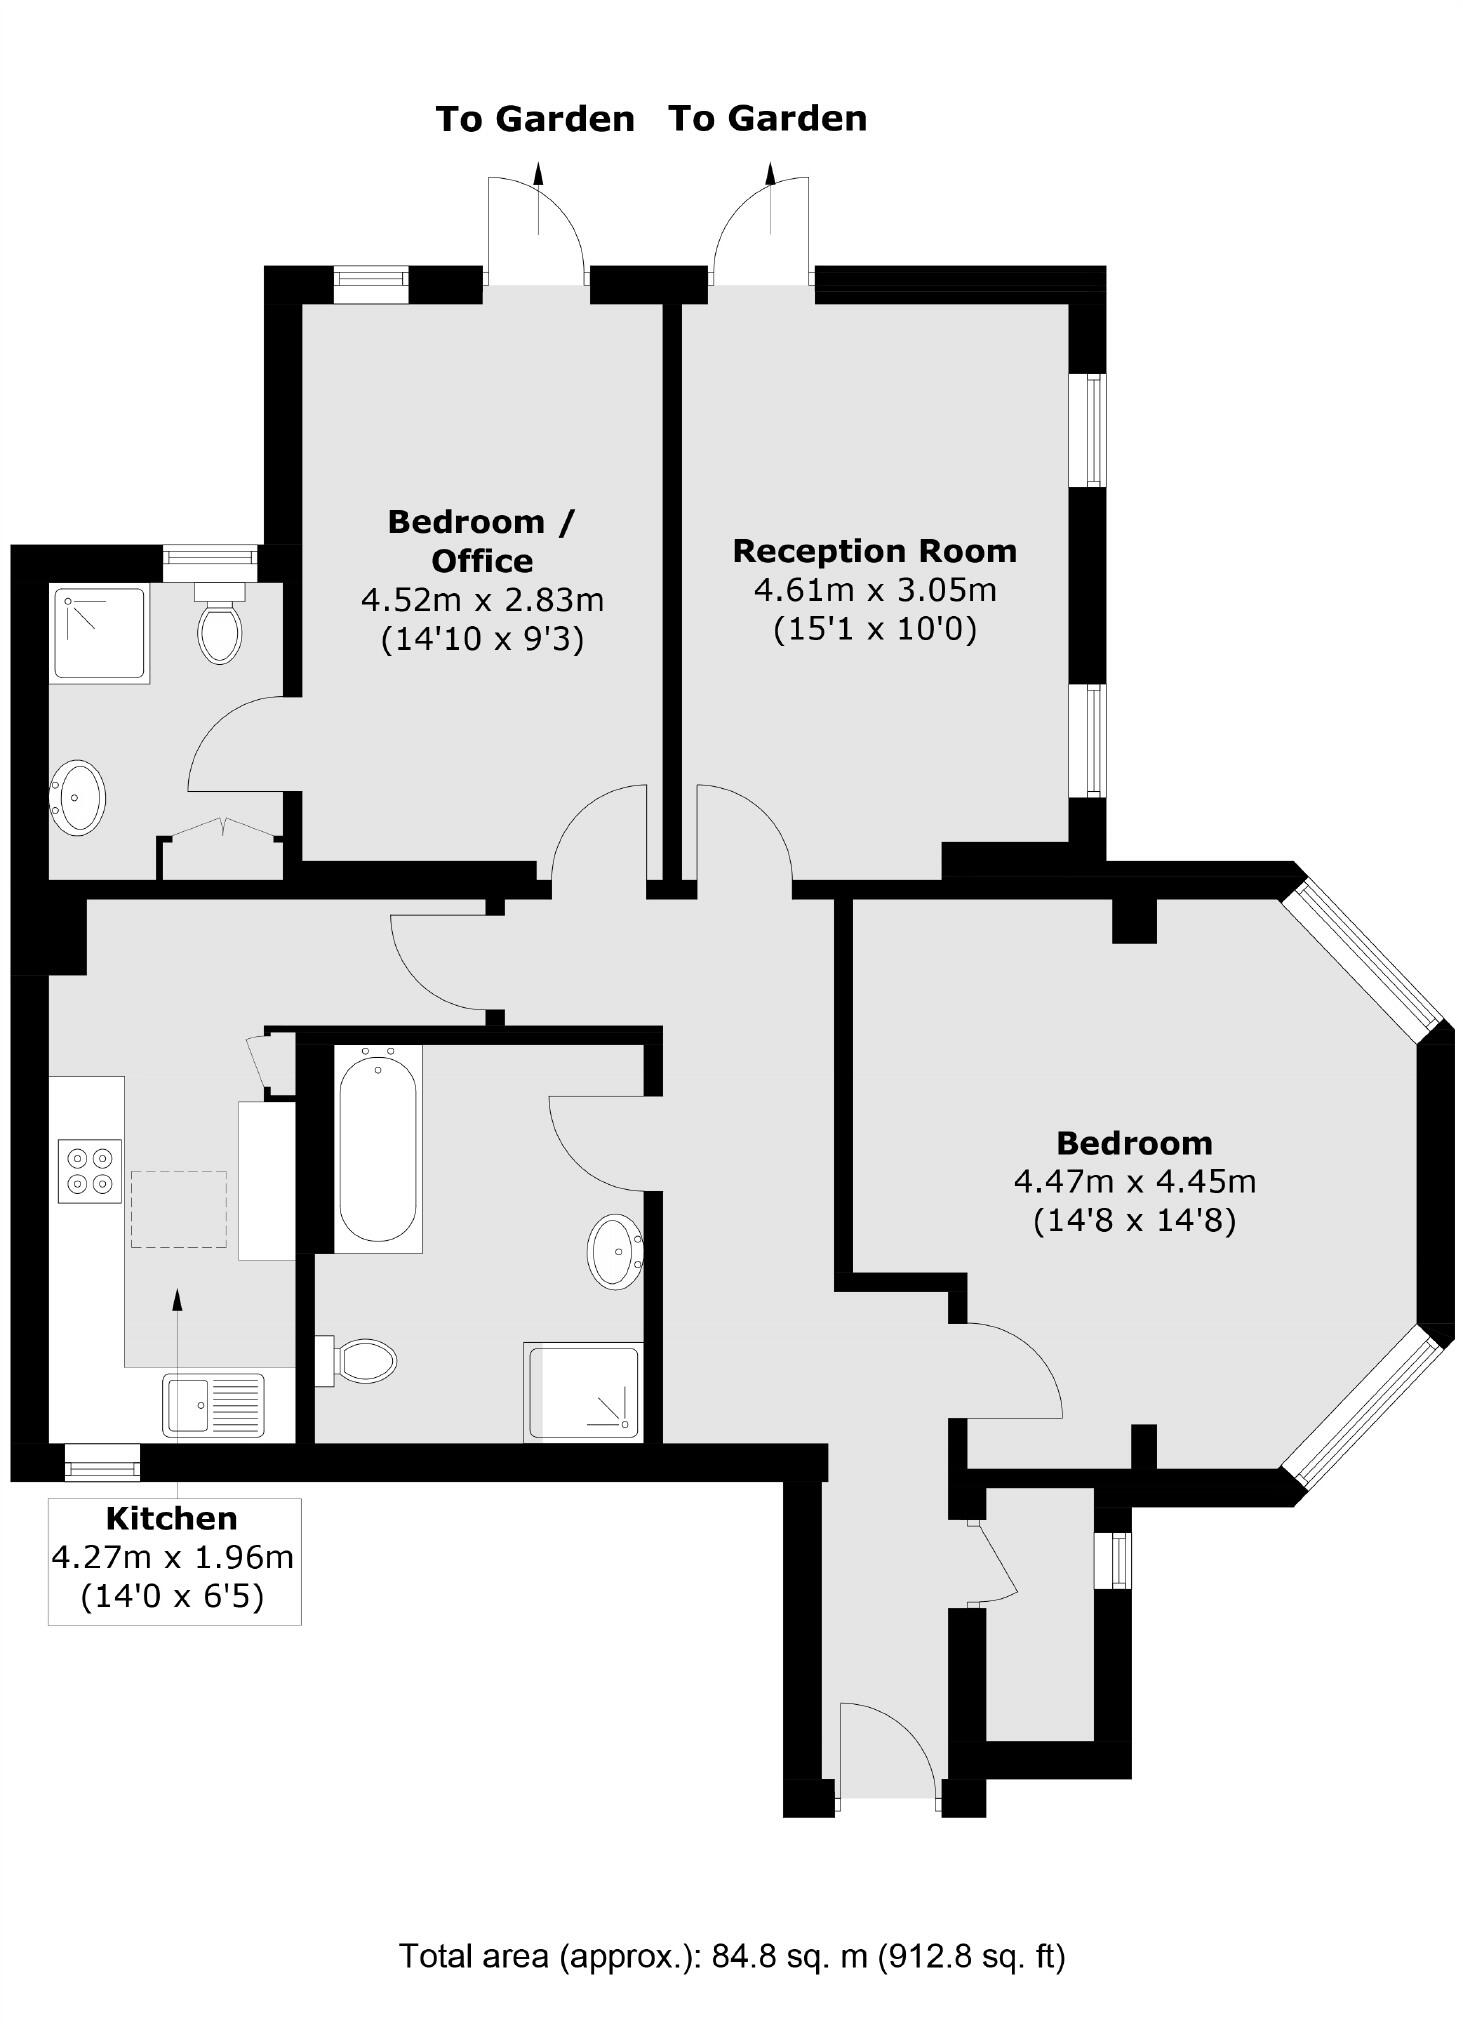 To Garden To Garden
Bedroom /
Office
4.52m x 2.83m
(14'10 x 9'3)
Reception Room
4.61m x 3.05m
(15'1 x 10'0)
Bedroom
4.47m x 4.45m
(14'8 x 14'8)
Kitchen
4.27m x 1.96m
(14'0 x 6'5)
Total area (approx.): 84.8 sq. m (912.8 sq. ft)